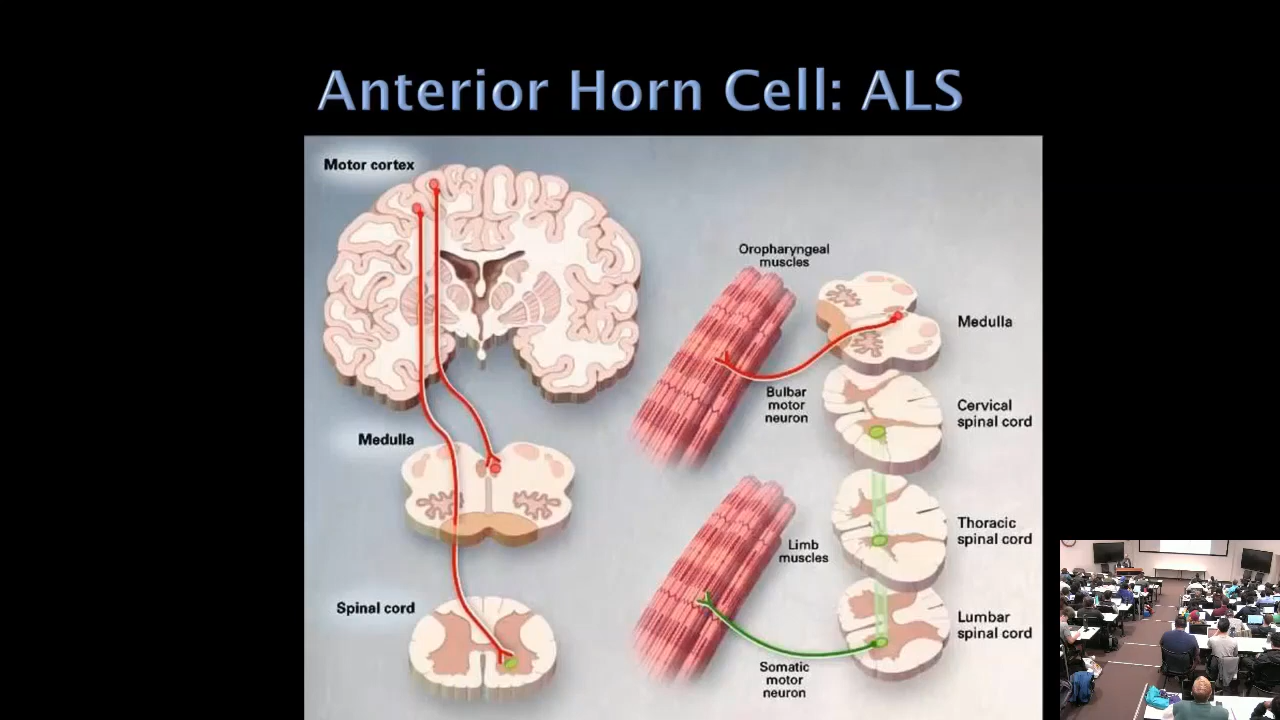 Anterior Horn Cell: ALS
Motor cortex
Medulla
Spinal cord
Oropharyngeal
muscles
Bulbar
motor
neuron
Medulla
Cervical
spinal cord
Limb
muscles
Thoracic
spinal cord
Somatic
motor
neuron
Lumbar
spinal cord